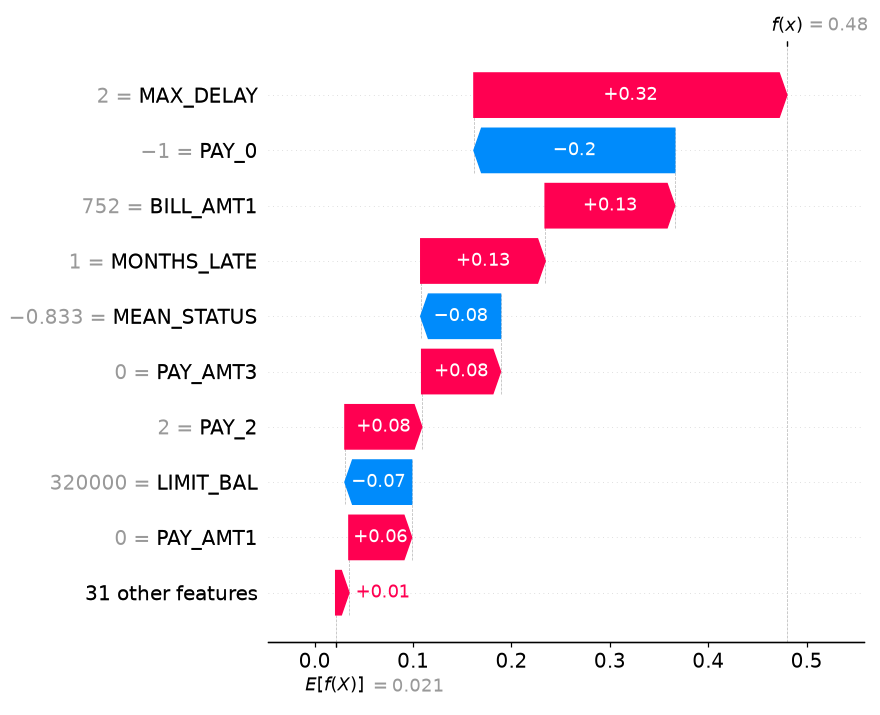 f(x) = 0.48
2 = MAX_DELAY +0.32
−1 = PAY_0 −0.2
752 = BILL_AMT1 +0.13
1 = MONTHS_LATE +0.13
−0.833 = MEAN_STATUS −0.08
0 = PAY_AMT3 +0.08
2 = PAY_2 +0.08
320000 = LIMIT_BAL −0.07
0 = PAY_AMT1 +0.06
31 other features +0.01
0.0 0.1 0.2 0.3 0.4 0.5
E[f(X)] = 0.021